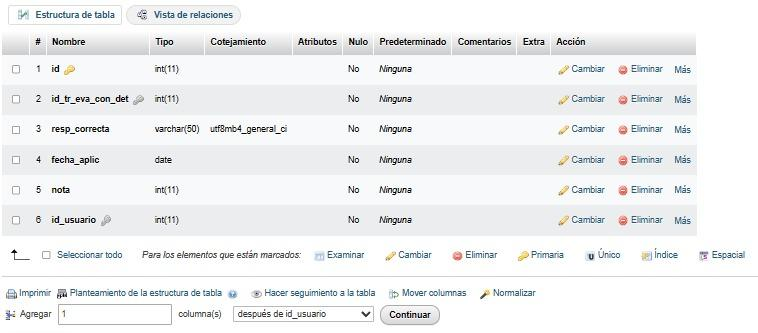 Estructura de tabla Vista de relaciones
# Nombre Tipo Cotejamiento Atributos Nulo Predeterminado Comentarios Extra Acción
1 id int(11) No Ninguna Cambiar Eliminar Más
2 id_tr_eva_con_det int(11) No Ninguna Cambiar Eliminar Más
3 resp_correcta varchar(50) utf8mb4_general_ci No Ninguna Cambiar Eliminar Más
4 fecha_aplic date No Ninguna Cambiar Eliminar Más
5 nota int(11) No Ninguna Cambiar Eliminar Más
6 id_usuario int(11) No Ninguna Cambiar Eliminar Más
Seleccionar todo Para los elementos que están marcados: Examinar Cambiar Eliminar Primaria Único Índice Espacial
Imprimir Planteamiento de la estructura de tabla Hacer seguimiento a la tabla Mover columnas Normalizar
Agregar 1 columna(s) después de id_usuario Continuar